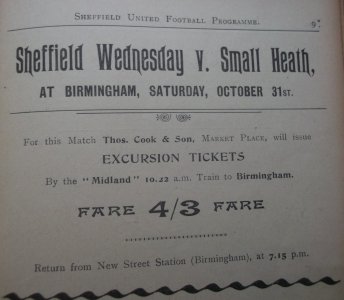 SHEFFIELD UNITED FOOTBALL PROGRAMME. 9
Sheffield Wednesday v. Small Heath,
AT BIRMINGHAM, SATURDAY, OCTOBER 31ST.
For this Match Thos. Cook & Son, MARKET PLACE, will issue
EXCURSION TICKETS
By the "Midland" 10.22 a.m. Train to Birmingham.
FARE 4/3 FARE
Return from New Street Station (Birmingham), at 7.15 p.m.